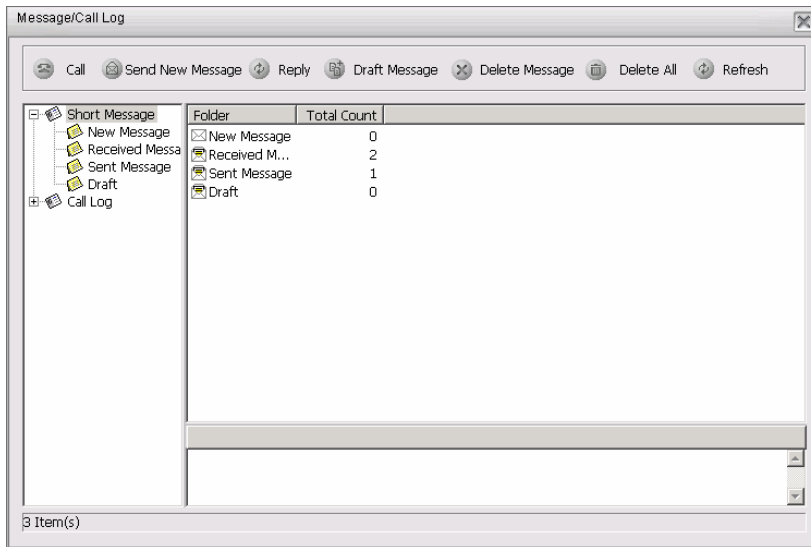 Message/Call Log
Call Send New Message Reply Draft Message Delete Message Delete All Refresh
Short Message
New Message
Received Messa
Sent Message
Draft
Call Log
Folder Total Count
New Message 0
Received M... 2
Sent Message 1
Draft 0
3 Item(s)